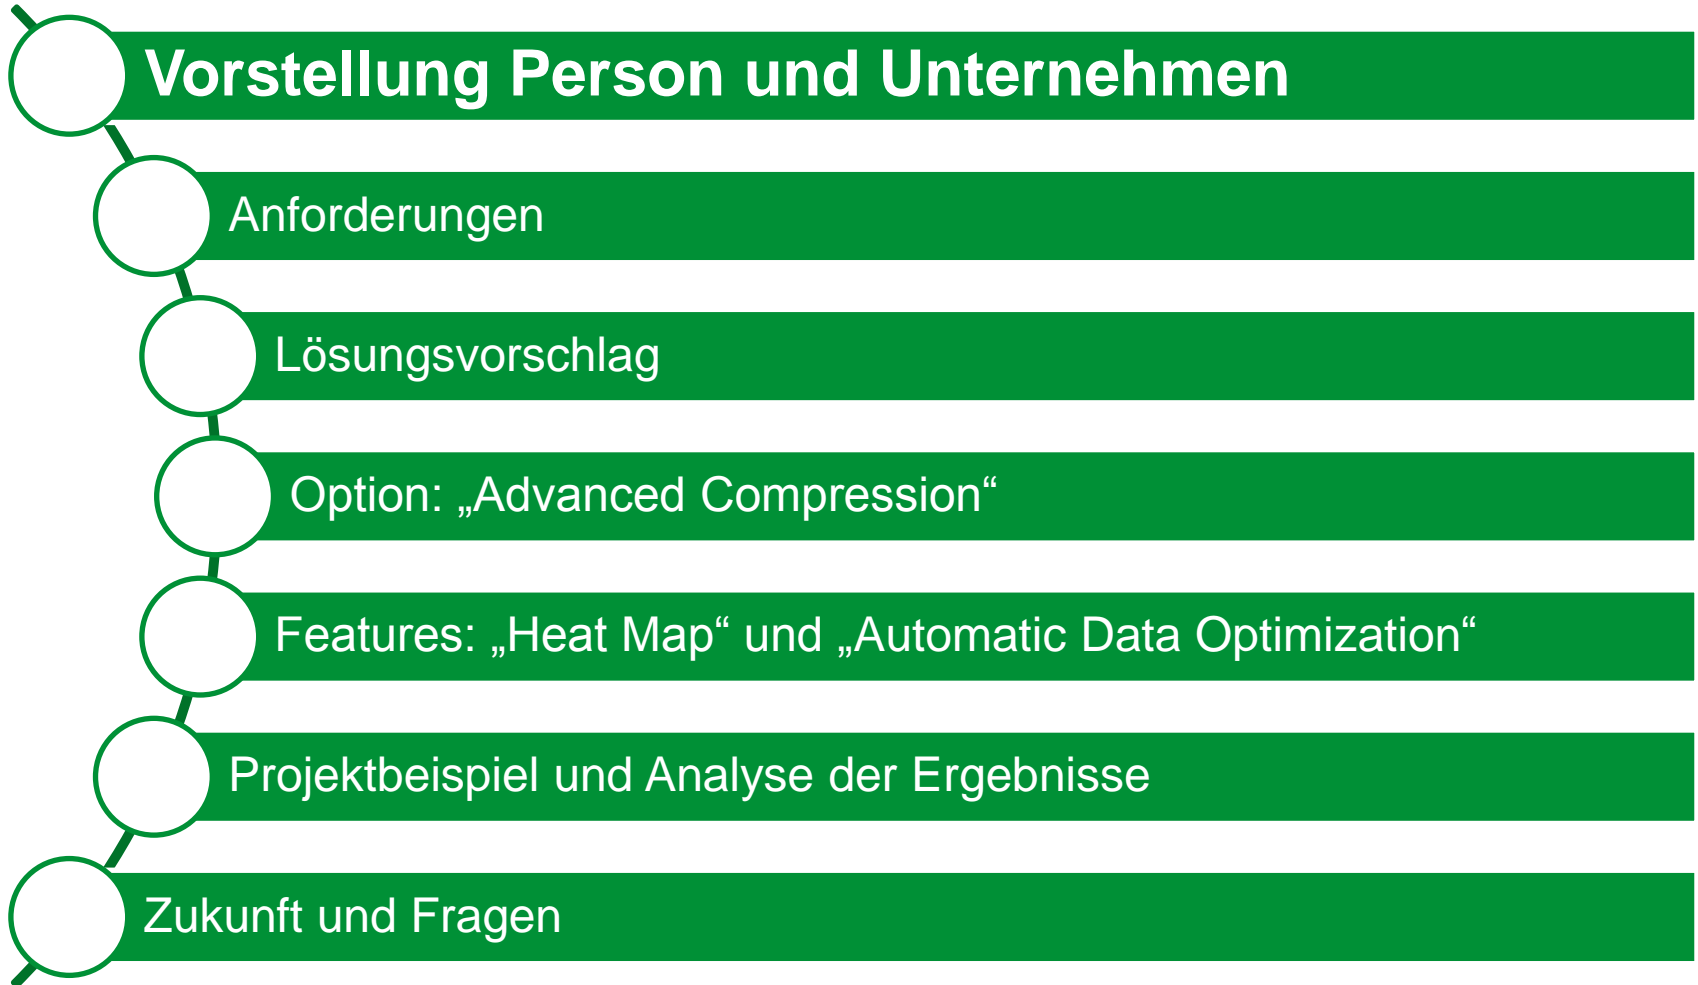 Vorstellung Person und Unternehmen
Anforderungen
Lösungsvorschlag
Option: „Advanced Compression“
Features: „Heat Map“ und „Automatic Data Optimization“
Projektbeispiel und Analyse der Ergebnisse
Zukunft und Fragen